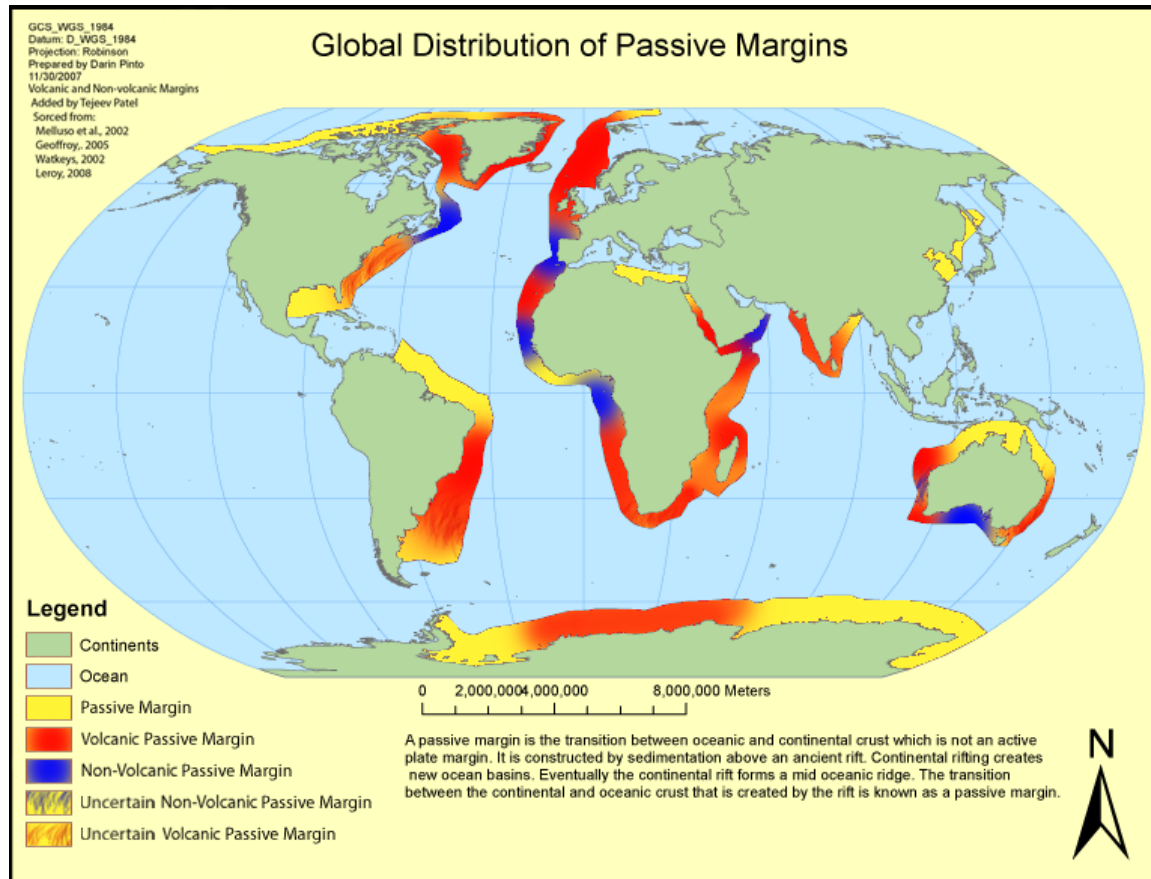 GCS_WGS_1984
Datum: D_WGS_1984
Projection: Robinson
Prepared by Darin Pinto
11/30/2007
Volcanic and Non-volcanic Margins
Added by Tejeev Patel
Sorced from:
Melluso et al., 2002
Geoffroy,. 2005
Watkeys, 2002
Leroy, 2008
Global Distribution of Passive Margins
Legend
Continents
Ocean
Passive Margin
Volcanic Passive Margin
Non-Volcanic Passive Margin
Uncertain Non-Volcanic Passive Margin
Uncertain Volcanic Passive Margin
0 2,000,0004,000,000 8,000,000 Meters
A passive margin is the transition between oceanic and continental crust which is not an active
plate margin. It is constructed by sedimentation above an ancient rift. Continental rifting creates
new ocean basins. Eventually the continental rift forms a mid oceanic ridge. The transition
between the continental and oceanic crust that is created by the rift is known as a passive margin.
N